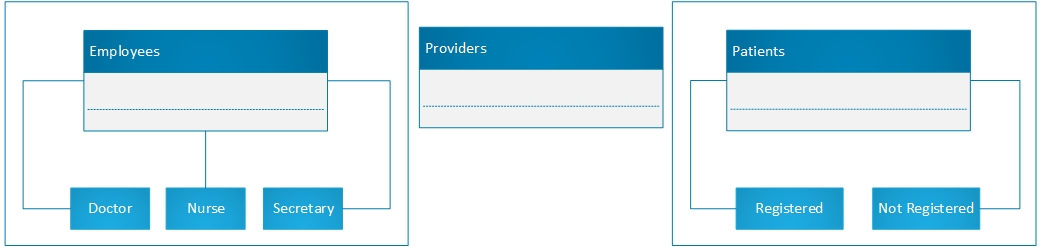 Employees
Providers
Patients
Doctor
Nurse
Secretary
Registered
Not Registered